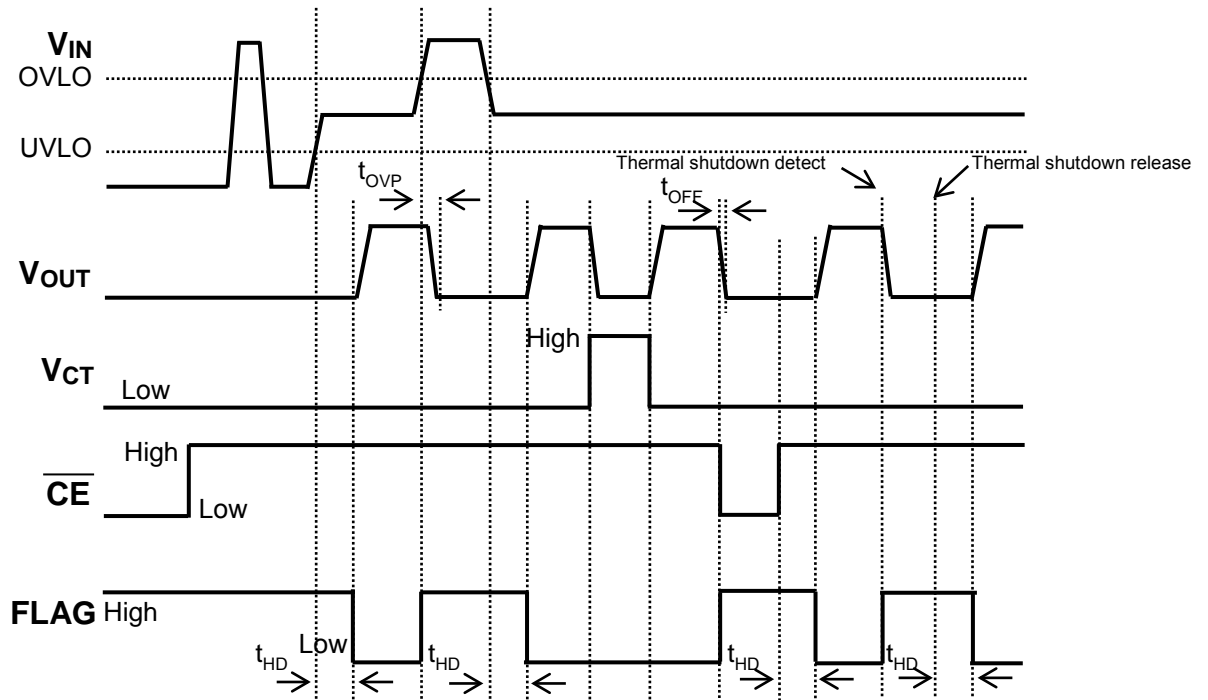 VIN
OVLO
UVLO
Thermal shutdown detect
Thermal shutdown release
tOVP
tOFF
VOUT
High
VCT
Low
High
CE
Low
FLAG
High
Low
tHD
tHD
tHD
tHD